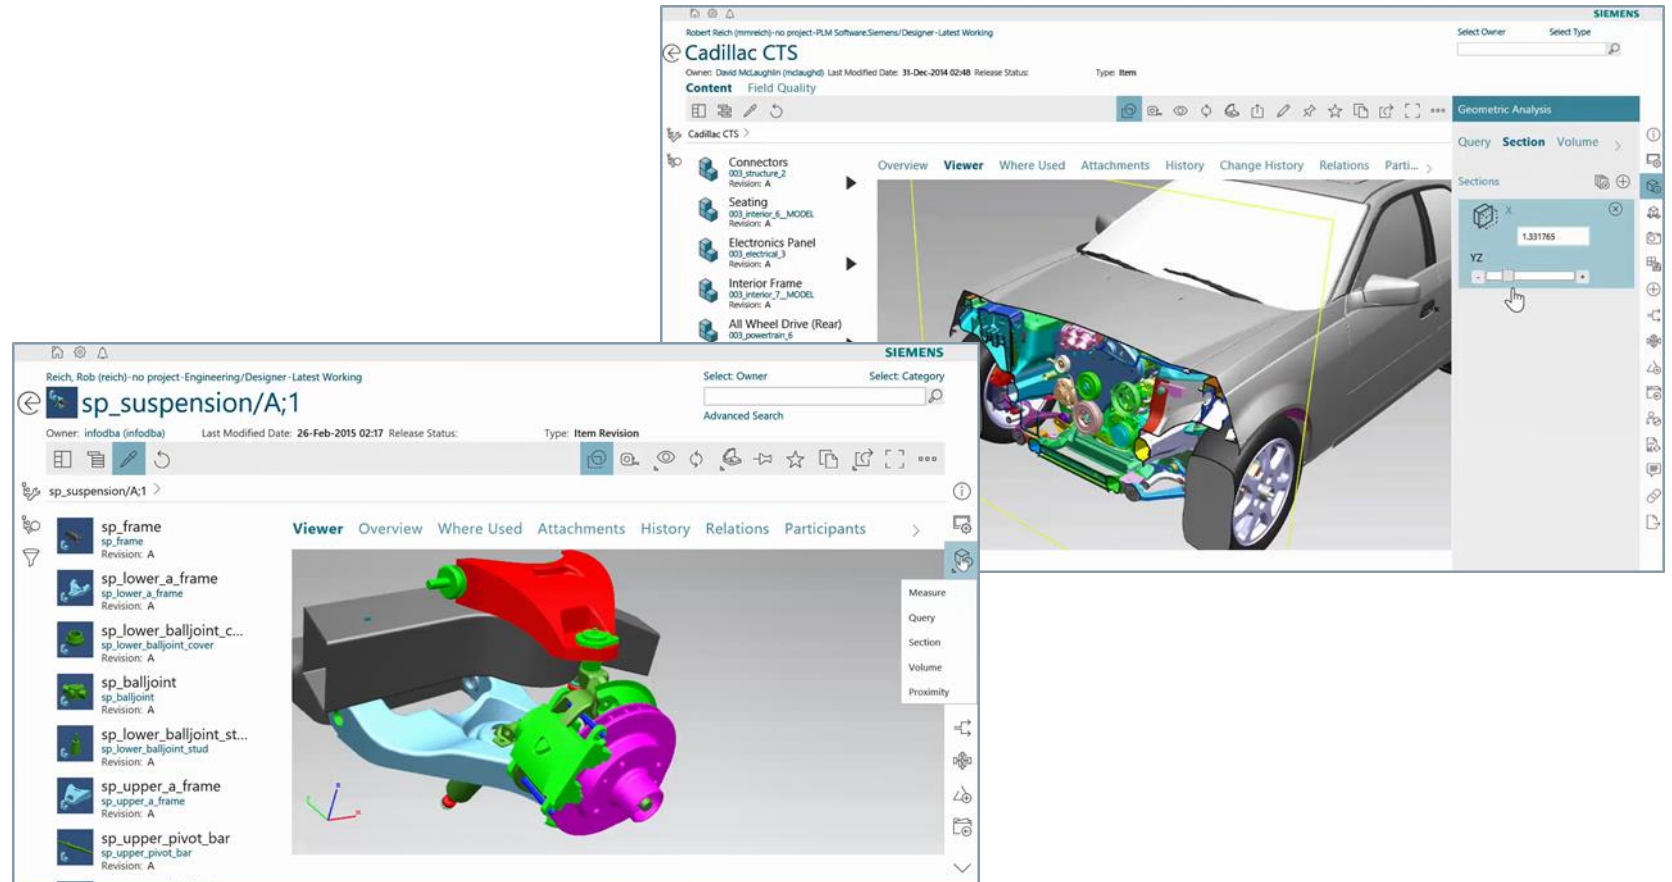 SIEMENS
Robert Reich (mmreich)-no project-PLM Software.Siemens/Designer-Latest Working
Select Owner Select Type
Cadillac CTS
Owner: David McLaughlin (mclaughd) Last Modified Date: 31-Dec-2014 02:48 Release Status: Type: Item
Content Field Quality
Geometric Analysis
Cadillac CTS >
Query Section Volume >
Overview Viewer Where Used Attachments History Change History Relations Parti... >
Sections
Connectors
003_structure_2
Revision: A
Seating
003_interior_6__MODEL
Revision: A
Electronics Panel
003_electrical_3
Revision: A
Interior Frame
003_interior_7__MODEL
Revision: A
All Wheel Drive (Rear)
003_powertrain_6
X
1.331765
YZ
- +
SIEMENS
Reich, Rob (reich)-no project-Engineering/Designer-Latest Working
Select: Owner Select: Category
sp_suspension/A;1
Advanced Search
Owner: infodba (infodba) Last Modified Date: 26-Feb-2015 02:17 Release Status: Type: Item Revision
sp_suspension/A;1 >
Viewer Overview Where Used Attachments History Relations Participants >
sp_frame
sp_frame
Revision: A
sp_lower_a_frame
sp_lower_a_frame
Revision: A
sp_lower_balljoint_c...
sp_lower_balljoint_cover
Revision: A
sp_balljoint
sp_balljoint
Revision: A
sp_lower_balljoint_st...
sp_lower_balljoint_stud
Revision: A
sp_upper_a_frame
sp_upper_a_frame
Revision: A
sp_upper_pivot_bar
sp_upper_pivot_bar
Revision: A
Measure
Query
Section
Volume
Proximity